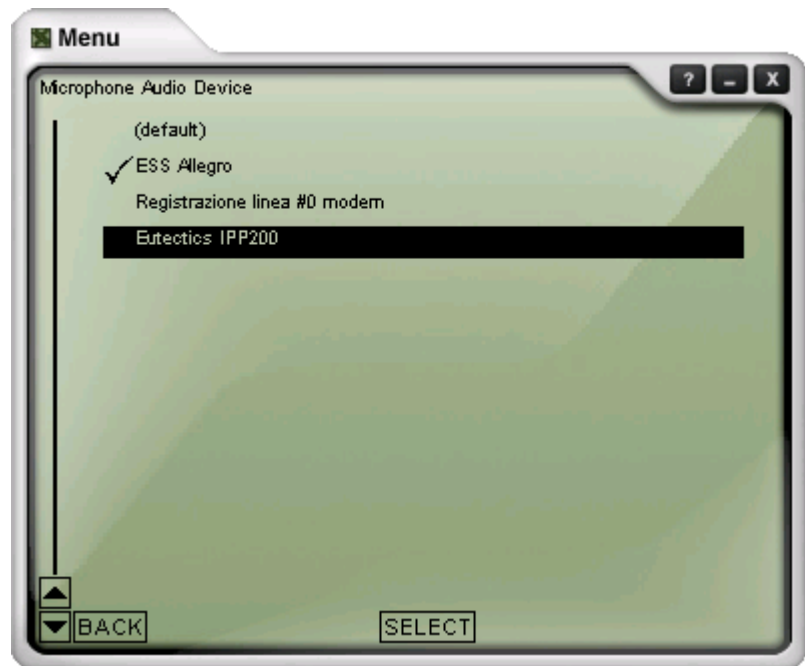 Menu
? – X
Microphone Audio Device
(default)
ESS Allegro
Registrazione linea #0 modem
Eutectics IPP200
BACK SELECT